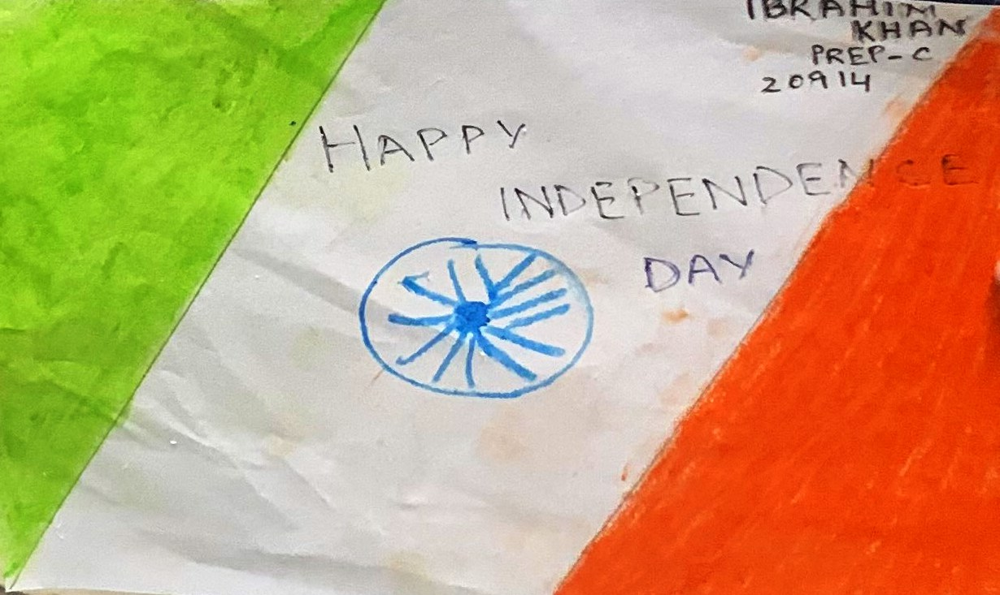 IBRAHIM
KHAN
PREP-C
20914
HAPPY
INDEPENDENCE
DAY